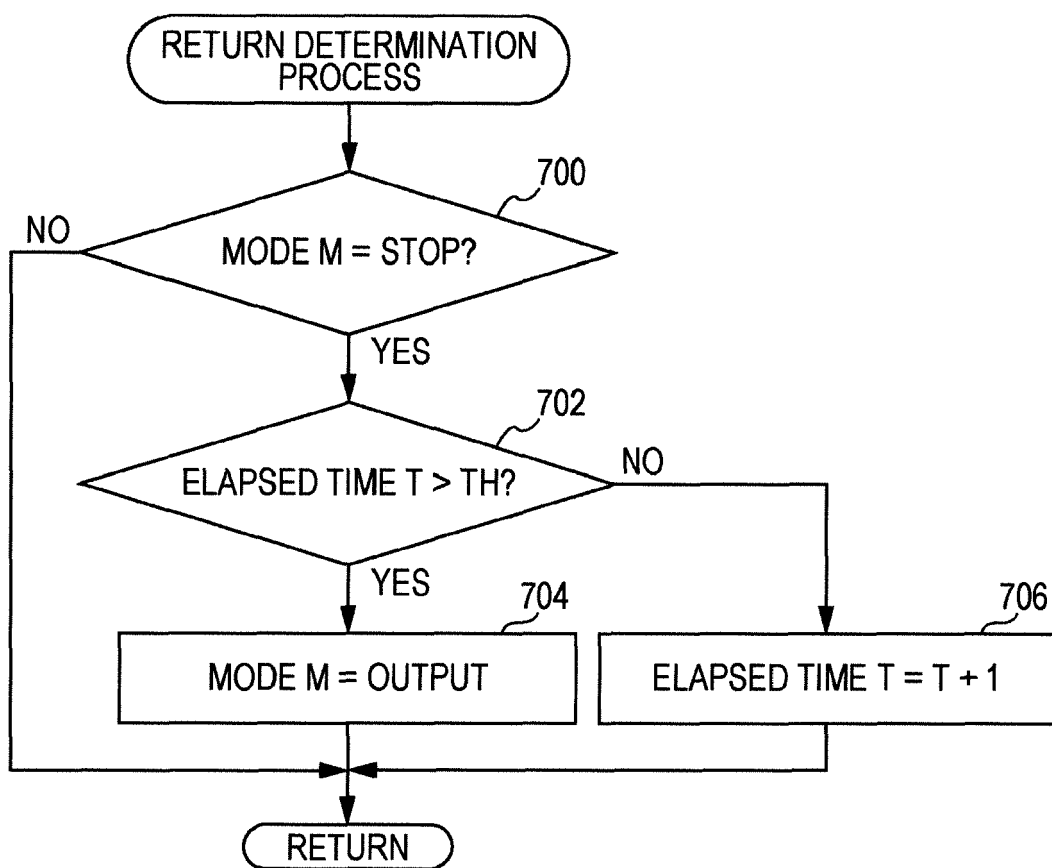 RETURN DETERMINATION
PROCESS
700
NO
MODE M = STOP?
YES
702
NO
ELAPSED TIME T > TH?
YES
704
706
MODE M = OUTPUT
ELAPSED TIME T = T + 1
RETURN